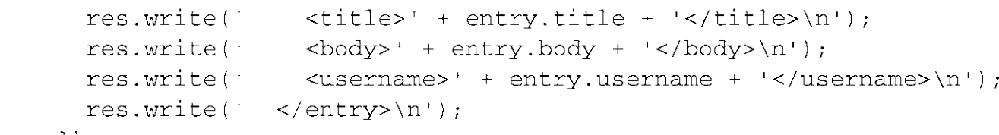 res.write('    <title>' + entry.title + '</title>\n');
res.write('    <body>' + entry.body + '</body>\n');
res.write('    <username>' + entry.username + '</username>\n');
res.write('  </entry>\n');